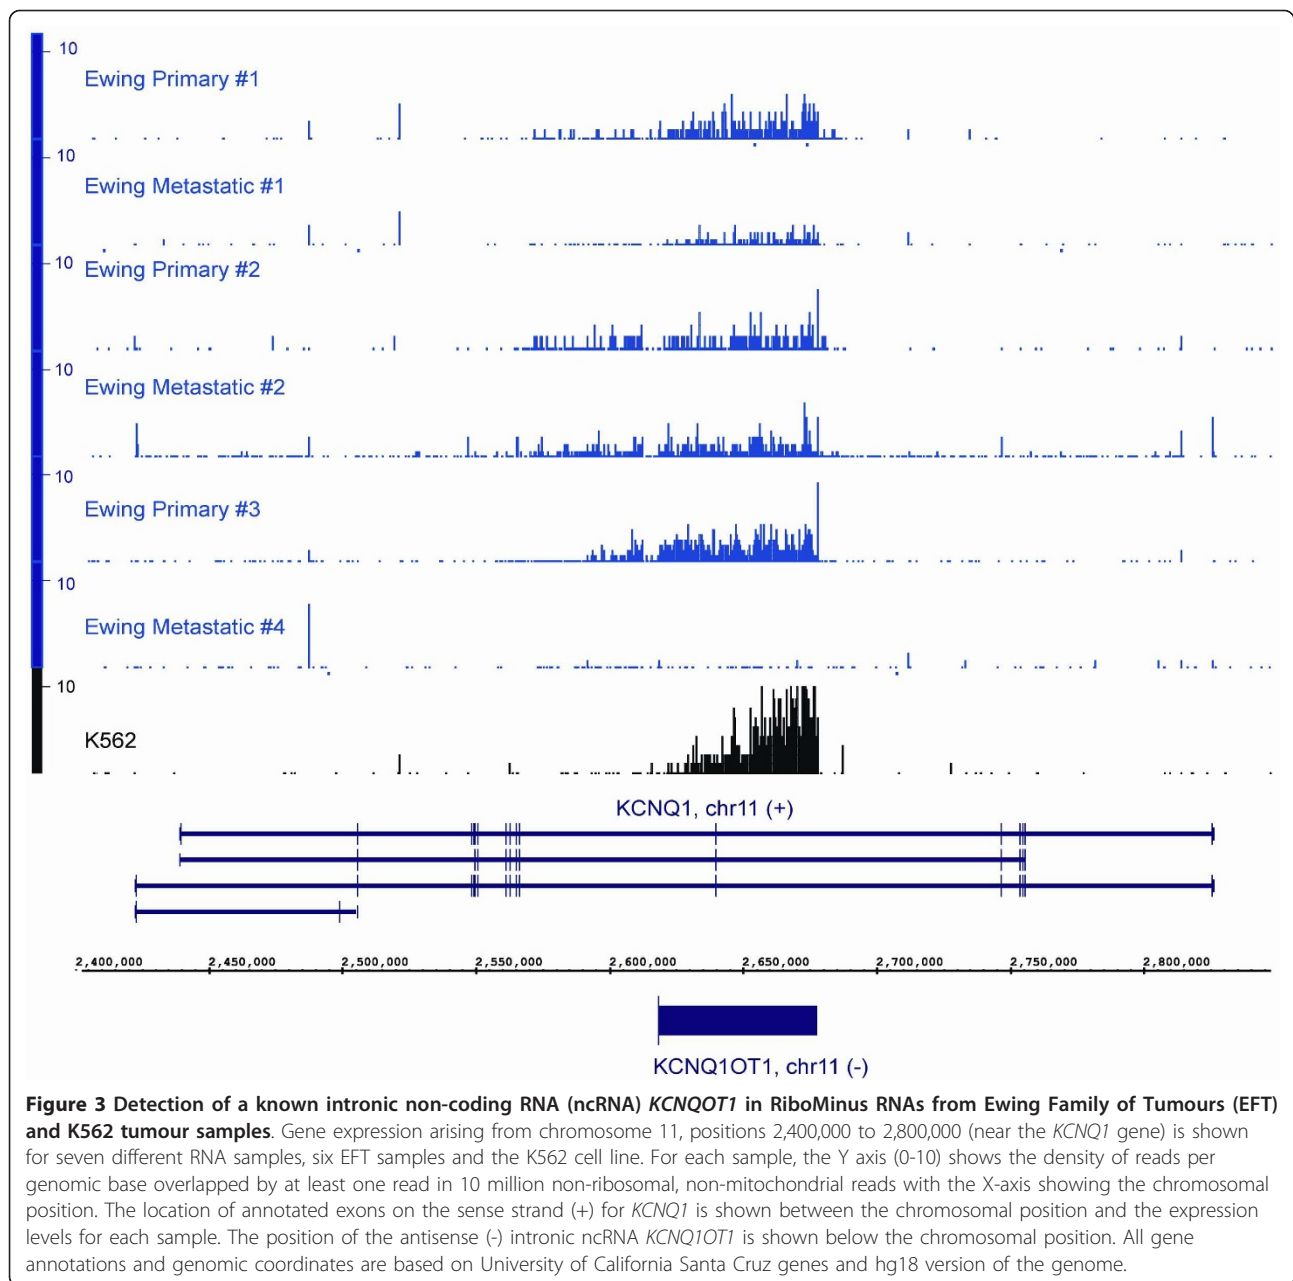 10
Ewing Primary #1
10
Ewing Metastatic #1
10
Ewing Primary #2
10
Ewing Metastatic #2
10
Ewing Primary #3
10
Ewing Metastatic #4
10
K562
KCNQ1, chr11 (+)
2,400,000 2,450,000 2,500,000 2,550,000 2,600,000 2,650,000 2,700,000 2,750,000 2,800,000
KCNQ1OT1, chr11 (-)
Figure 3 Detection of a known intronic non-coding RNA (ncRNA) KCNQOT1 in RiboMinus RNAs from Ewing Family of Tumours (EFT)
and K562 tumour samples. Gene expression arising from chromosome 11, positions 2,400,000 to 2,800,000 (near the KCNQ1 gene) is shown
for seven different RNA samples, six EFT samples and the K562 cell line. For each sample, the Y axis (0-10) shows the density of reads per
genomic base overlapped by at least one read in 10 million non-ribosomal, non-mitochondrial reads with the X-axis showing the chromosomal
position. The location of annotated exons on the sense strand (+) for KCNQ1 is shown between the chromosomal position and the expression
levels for each sample. The position of the antisense (-) intronic ncRNA KCNQ1OT1 is shown below the chromosomal position. All gene
annotations and genomic coordinates are based on University of California Santa Cruz genes and hg18 version of the genome.